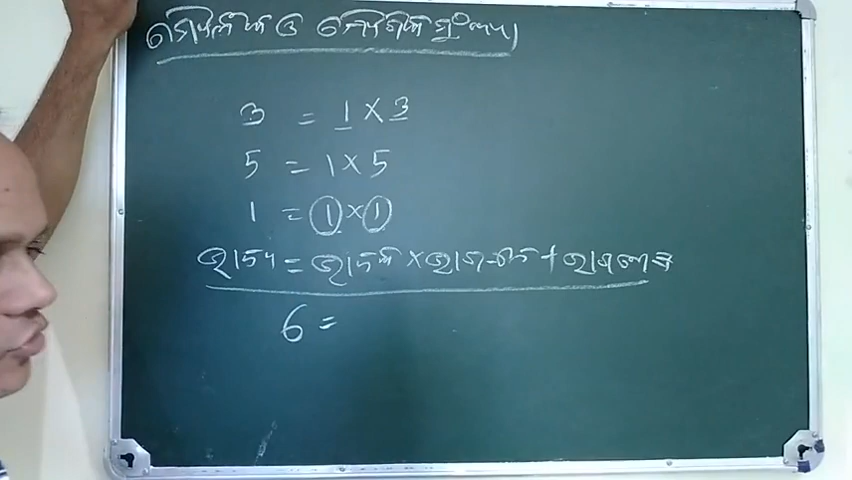 ମୌଳିକ ଓ ଯୌଗିକ ସଂଖ୍ୟା
3 = 1 × 3
5 = 1 × 5
1 = 1 × 1
ଭାଜ୍ୟ = ଭାଜକ × ଭାଗଫଳ + ଭାଗଶେଷ
6 =